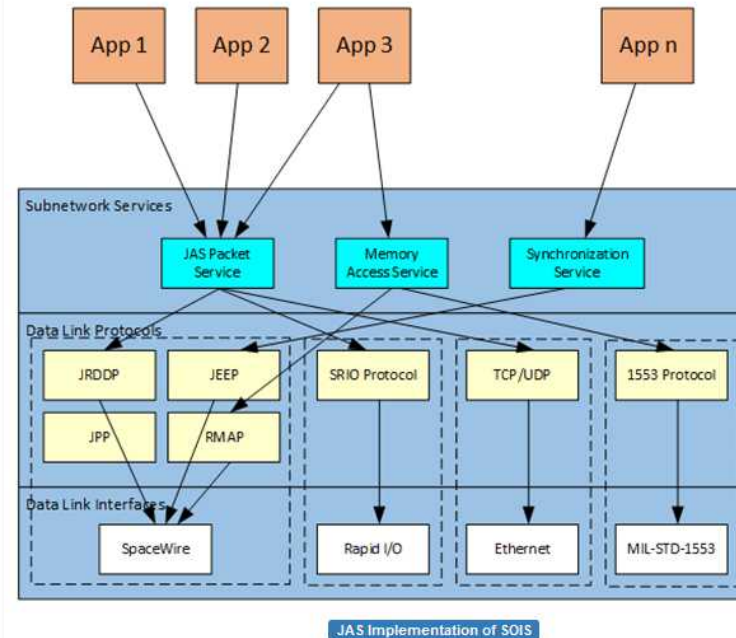 App 1
App 2
App 3
App n
Subnetwork Services
JAS Packet
Service
Memory
Access Service
Synchronization
Service
Data Link Protocols
JRDDP
JEEP
SRIO Protocol
TCP/UDP
1553 Protocol
JPP
RMAP
Data Link Interfaces
SpaceWire
Rapid I/O
Ethernet
MIL-STD-1553
JAS Implementation of SOIS